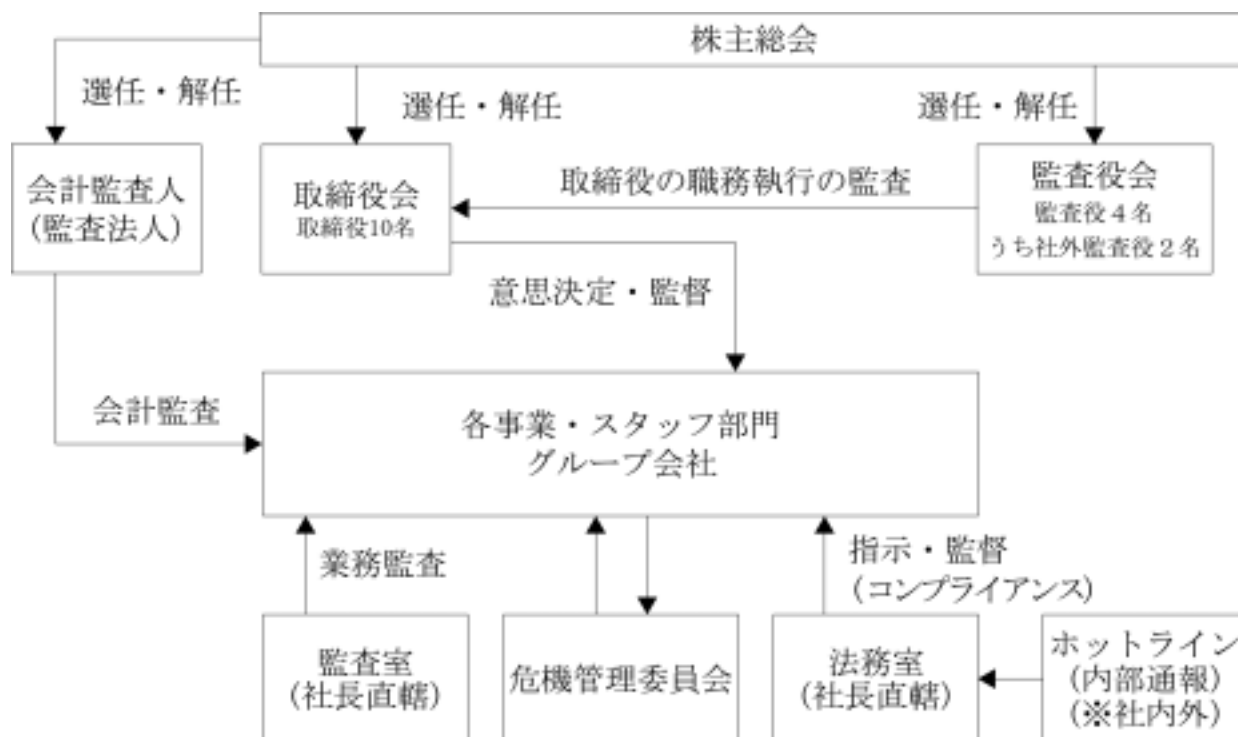 株主総会
選任・解任
選任・解任
選任・解任
会計監査人
(監査法人)
取締役会
取締役10名
取締役の職務執行の監査
監査役会
監査役4名
うち社外監査役2名
意思決定・監督
会計監査
各事業・スタッフ部門
グループ会社
業務監査
指示・監督
(コンプライアンス)
監査室
(社長直轄)
危機管理委員会
法務室
(社長直轄)
ホットライン
(内部通報)
(※社内外)